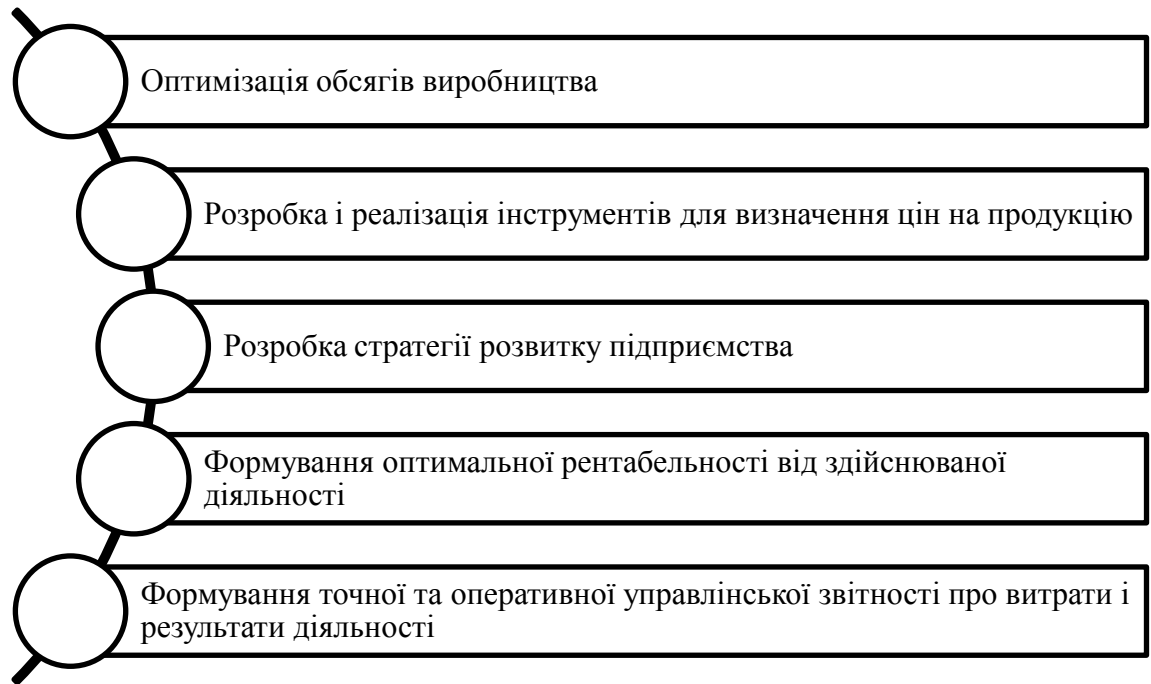 Оптимізація обсягів виробництва
Розробка і реалізація інструментів для визначення цін на продукцію
Розробка стратегії розвитку підприємства
Формування оптимальної рентабельності від здійснюваної
діяльності
Формування точної та оперативної управлінської звітності про витрати і
результати діяльності